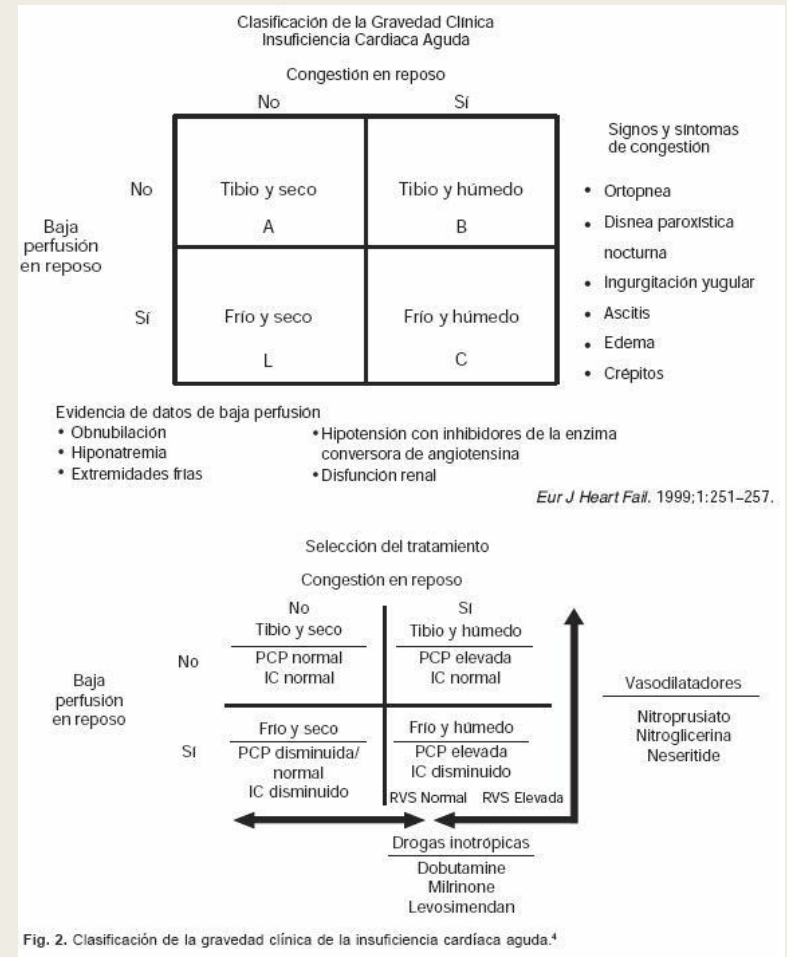 Clasificación de la Gravedad Clínica
Insuficiencia Cardiaca Aguda
Congestión en reposo
No
Sí
Signos y síntomas
de congestión
No
Tibio y seco
A
Tibio y húmedo
B
Baja
perfusión
en reposo
Sí
Frío y seco
L
Frío y húmedo
C
• Ortopnea
• Disnea paroxística
nocturna
• Ingurgitación yugular
• Ascitis
• Edema
• Crépitos
Evidencia de datos de baja perfusión
• Obnubilación
• Hiponatremia
• Extremidades frías
• Hipotensión con inhibidores de la enzima
conversora de angiotensina
• Disfunción renal
Eur J Heart Fail. 1999;1:251–257.
Selección del tratamiento
Congestión en reposo
No
Sí
Tibio y seco
Tibio y húmedo
No
PCP normal
IC normal
PCP elevada
IC normal
Baja
perfusión
en reposo
Sí
Frío y seco
PCP disminuida/
normal
IC disminuido
Frío y húmedo
PCP elevada
IC disminuido
RVS Normal RVS Elevada
Vasodilatadores
Nitroprusiato
Nitroglicerina
Neseritide
Drogas inotrópicas
Dobutamine
Milrinone
Levosimendan
Fig. 2. Clasificación de la gravedad clínica de la insuficiencia cardíaca aguda.⁴